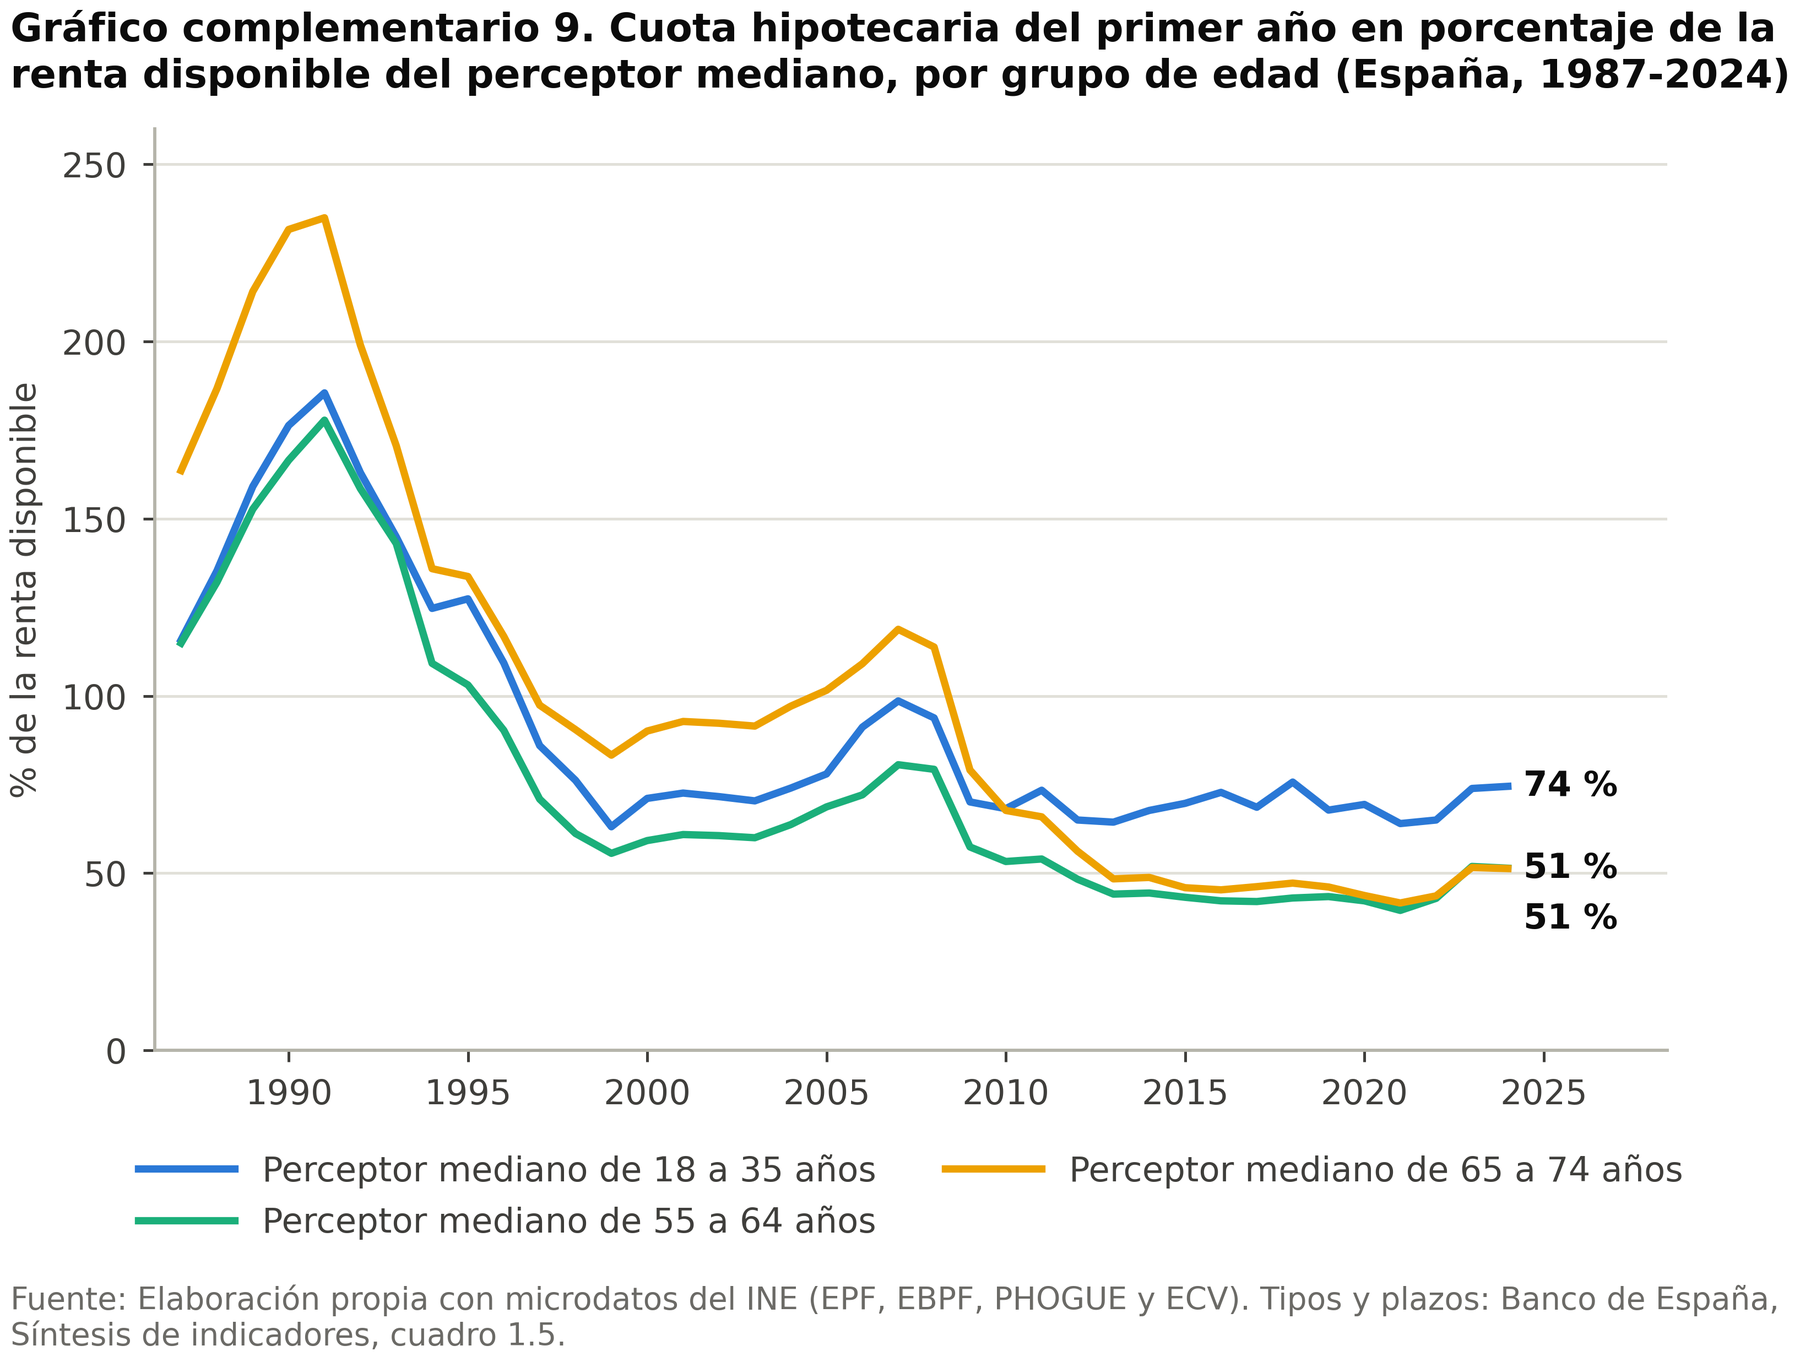 Gráfico complementario 9. Cuota hipotecaria del primer año en porcentaje de la
renta disponible del perceptor mediano, por grupo de edad (España, 1987-2024)
% de la renta disponible
250
200
150
100
50
0
74 %
51 %
51 %
1990
1995
2000
2005
2010
2015
2020
2025
Perceptor mediano de 18 a 35 años
Perceptor mediano de 55 a 64 años
Perceptor mediano de 65 a 74 años
Fuente: Elaboración propia con microdatos del INE (EPF, EBPF, PHOGUE y ECV). Tipos y plazos: Banco de España,
Síntesis de indicadores, cuadro 1.5.